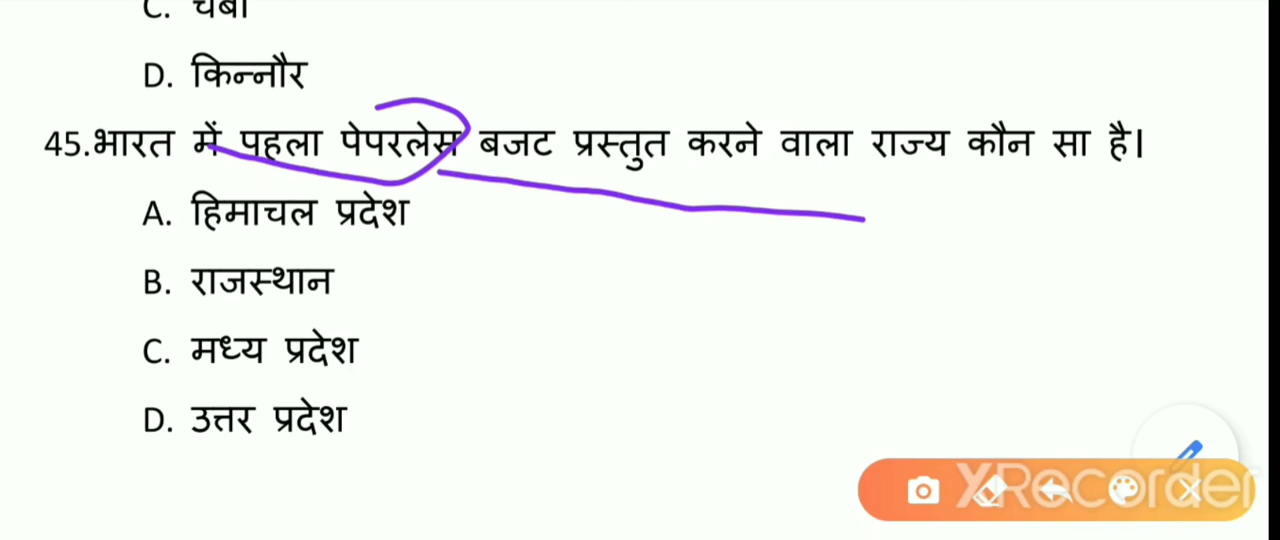 C. चंबा
D. किन्नौर
45.भारत में पहला पेपरलेस बजट प्रस्तुत करने वाला राज्य कौन सा है।
A. हिमाचल प्रदेश
B. राजस्थान
C. मध्य प्रदेश
D. उत्तर प्रदेश
XRecorder